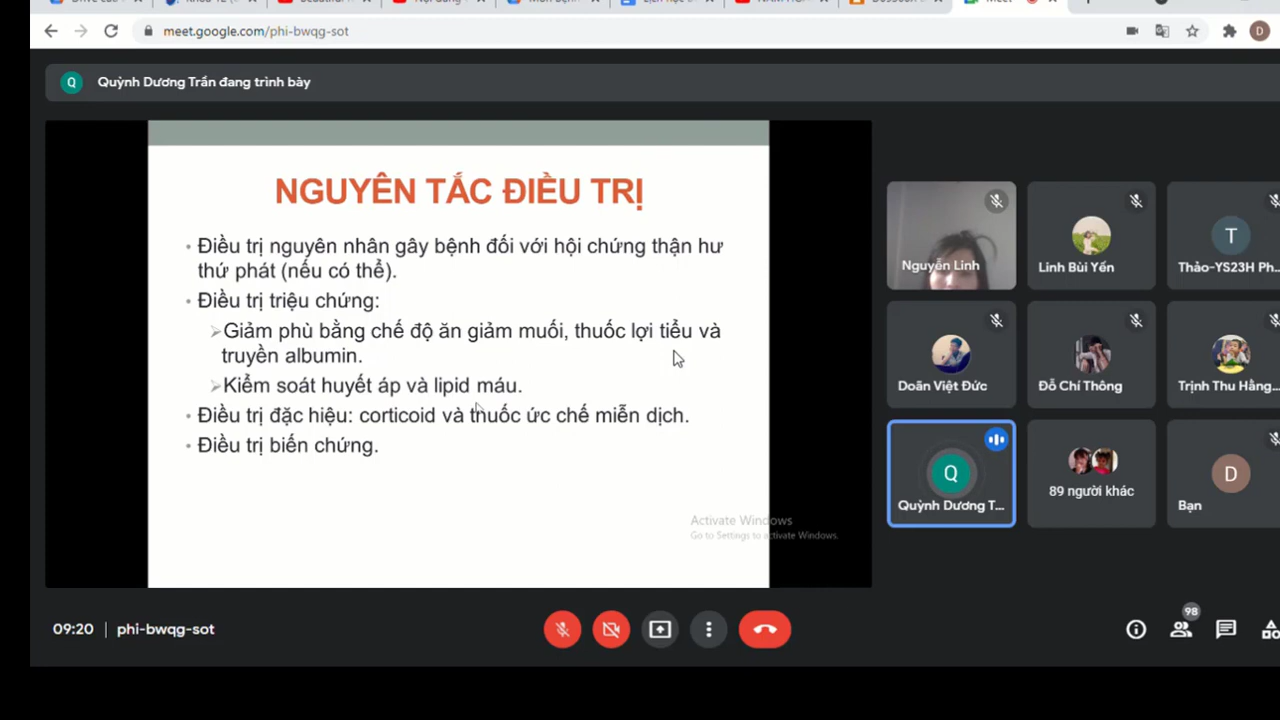 meet.google.com/phi-bwqg-sot
D
Q
Quỳnh Dương Trần đang trình bày
NGUYÊN TẮC ĐIỀU TRỊ
• Điều trị nguyên nhân gây bệnh đối với hội chứng thận hư
thứ phát (nếu có thể).
• Điều trị triệu chứng:
Giảm phù bằng chế độ ăn giảm muối, thuốc lợi tiểu và
truyền albumin.
Kiểm soát huyết áp và lipid máu.
• Điều trị đặc hiệu: corticoid và thuốc ức chế miễn dịch.
• Điều trị biến chứng.
Activate Windows
Go to Settings to activate Windows.
Nguyễn Linh
Linh Bùi Yến
T
Thảo-YS23H Ph...
Doãn Việt Đức
Đỗ Chí Thông
Trịnh Thu Hằng...
Q
Quỳnh Dương T...
89 người khác
D
Bạn
09:20 | phi-bwqg-sot
98